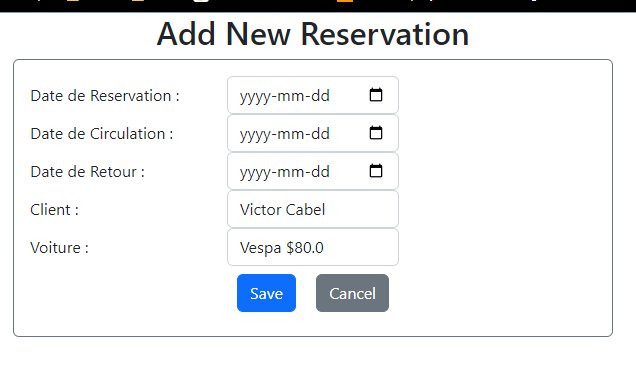 Add New Reservation
Date de Reservation : yyyy-mm-dd
Date de Circulation : yyyy-mm-dd
Date de Retour : yyyy-mm-dd
Client : Victor Cabel
Voiture : Vespa $80.0
Save Cancel